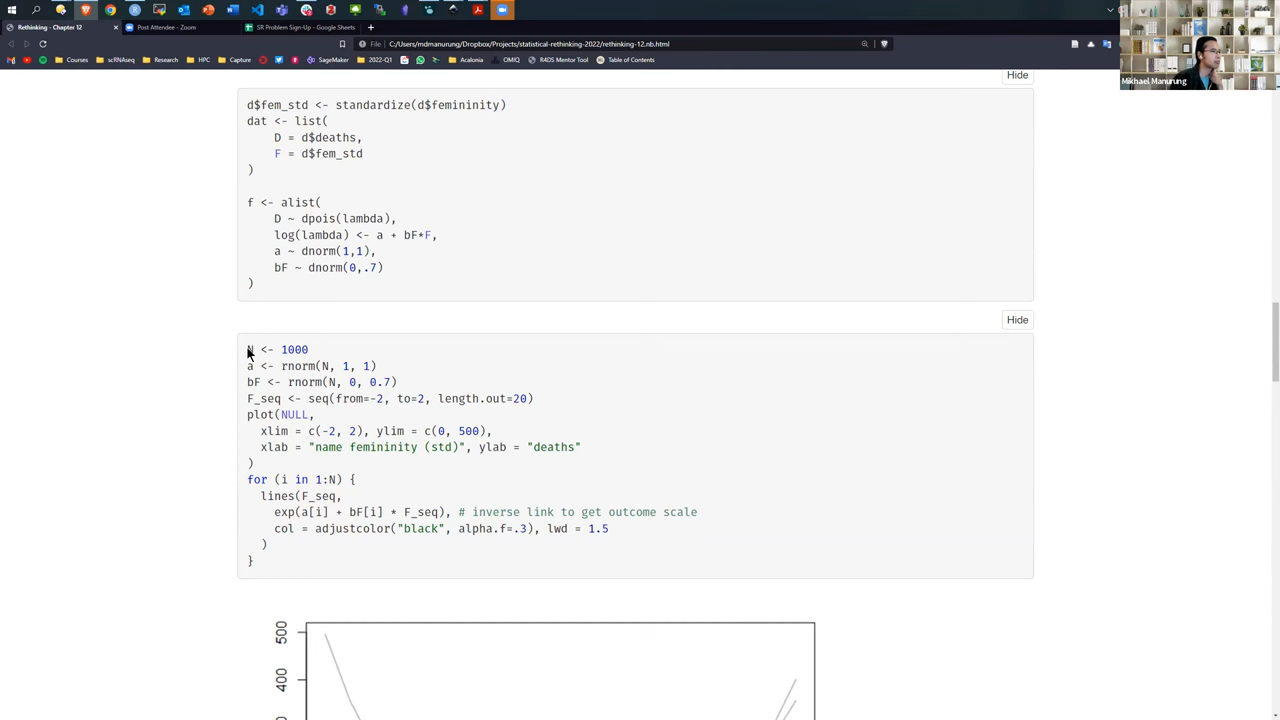 Rethinking - Chapter 12
Post Attendee - Zoom
SR Problem Sign-Up - Google Sheets
File
C:/Users/mdmanurung/Dropbox/Projects/statistical-rethinking-2022/rethinking-12.nb.html
Courses
scRNAseq
Research
HPC
Capture
SageMaker
2022-Q1
Acalonia
OMIQ
R4DS Mentor Tool
Table of Contents
Mikhael Manurung
Hide
d$fem_std <- standardize(d$femininity)
dat <- list(
    D = d$deaths,
    F = d$fem_std
)
f <- alist(
    D ~ dpois(lambda),
    log(lambda) <- a + bF*F,
    a ~ dnorm(1,1),
    bF ~ dnorm(0,.7)
)
Hide
N <- 1000
a <- rnorm(N, 1, 1)
bF <- rnorm(N, 0, 0.7)
F_seq <- seq(from=-2, to=2, length.out=20)
plot(NULL,
  xlim = c(-2, 2), ylim = c(0, 500),
  xlab = "name femininity (std)", ylab = "deaths"
)
for (i in 1:N) {
  lines(F_seq,
    exp(a[i] + bF[i] * F_seq), # inverse link to get outcome scale
    col = adjustcolor("black", alpha.f=.3), lwd = 1.5
  )
}
500
400